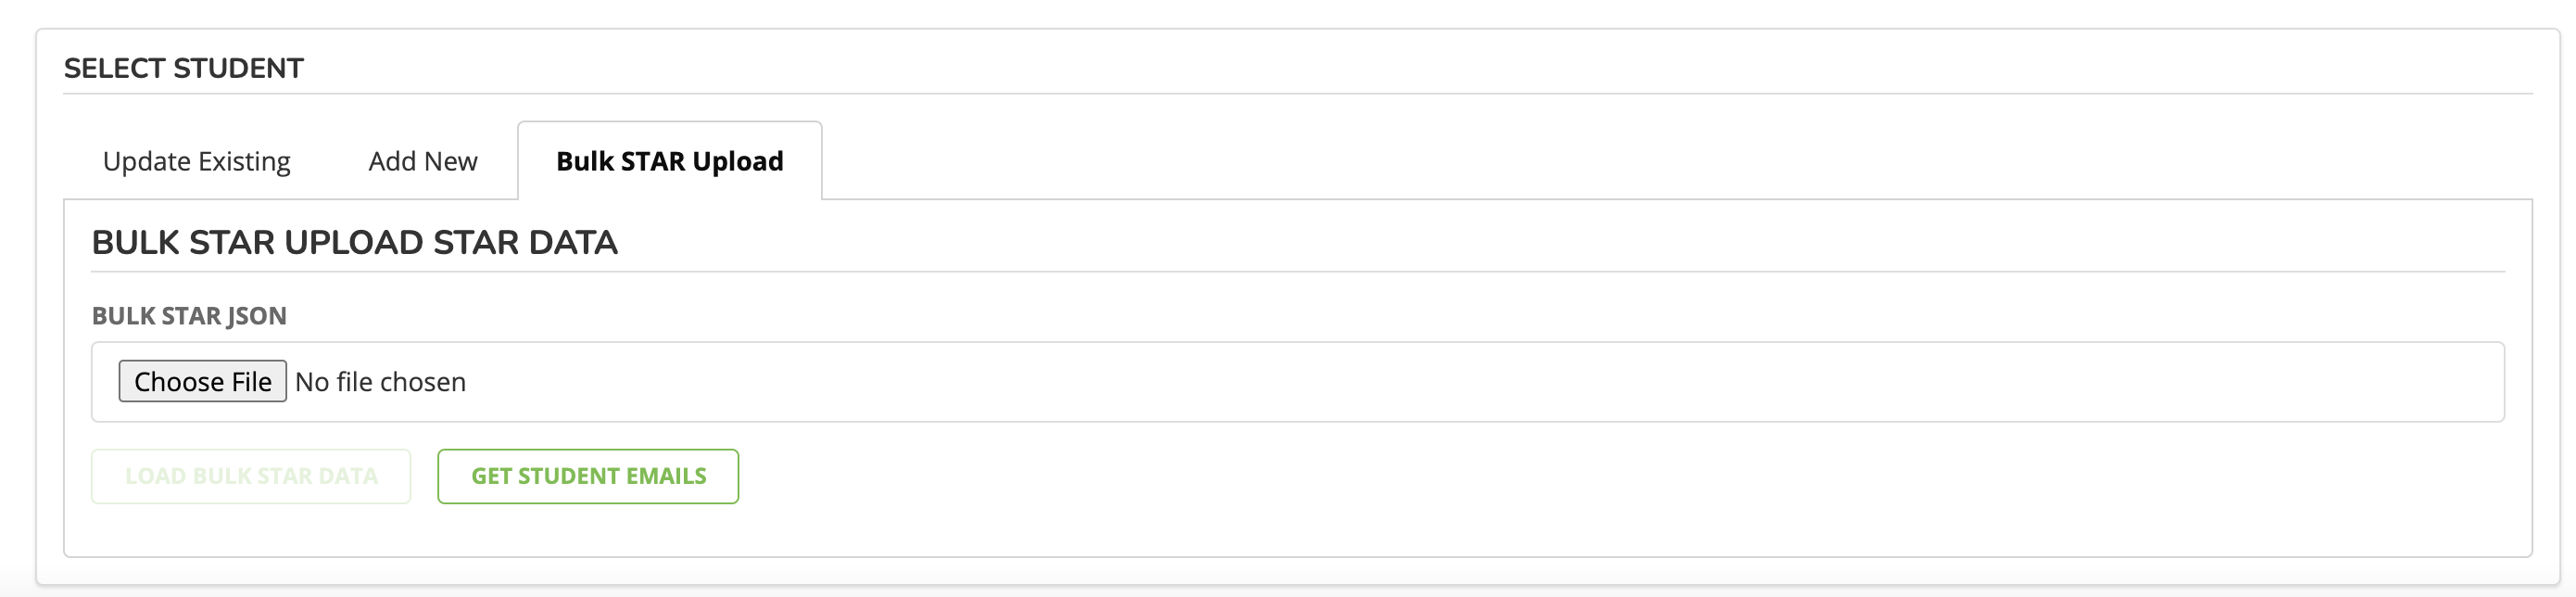 SELECT STUDENT
Update Existing Add New Bulk STAR Upload
BULK STAR UPLOAD STAR DATA
BULK STAR JSON
Choose File No file chosen
LOAD BULK STAR DATA GET STUDENT EMAILS